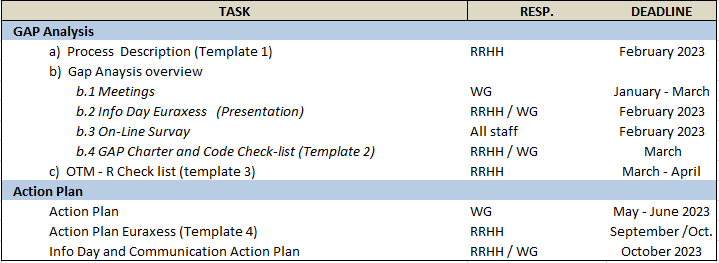 TASK RESP. DEADLINE
GAP Analysis
a) Process Description (Template 1) RRHH February 2023
b) Gap Anaysis overview
b.1 Meetings WG January - March
b.2 Info Day Euraxess (Presentation) RRHH / WG February 2023
b.3 On-Line Survay All staff February 2023
b.4 GAP Charter and Code Check-list (Template 2) RRHH / WG March
c) OTM - R Check list (template 3) RRHH March - April
Action Plan
Action Plan WG May - June 2023
Action Plan Euraxess (Template 4) RRHH September /Oct.
Info Day and Communication Action Plan RRHH / WG October 2023